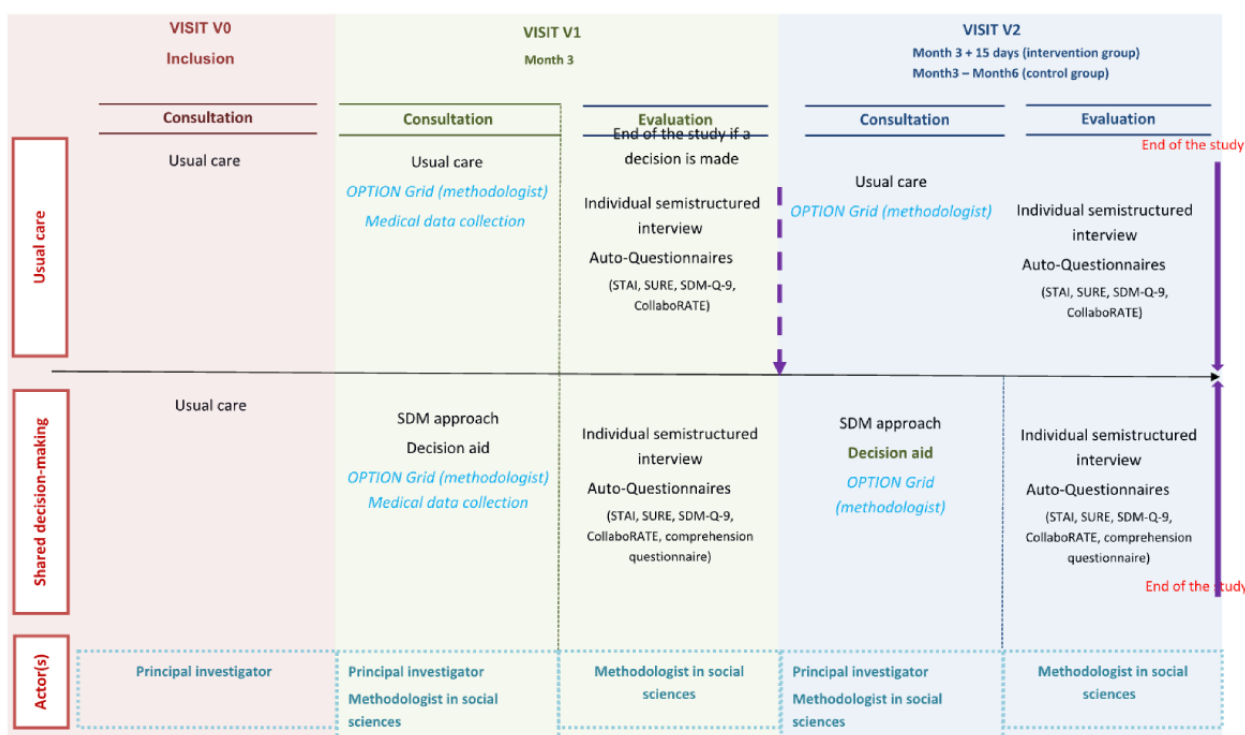 VISIT V0
Inclusion
VISIT V1
Month 3
VISIT V2
Month 3 + 15 days (intervention group)
Month3 – Month6 (control group)
Consultation
Consultation
Evaluation
Consultation
Evaluation
Usual care
Usual care
Usual care
OPTION Grid (methodologist)
Medical data collection
End of the study if a
decision is made
Individual semistructured
interview
Auto-Questionnaires
(STAI, SURE, SDM-Q-9,
CollaboRATE)
Usual care
OPTION Grid (methodologist)
End of the study
Individual semistructured
interview
Auto-Questionnaires
(STAI, SURE, SDM-Q-9,
CollaboRATE)
Shared decision-making
Usual care
SDM approach
Decision aid
OPTION Grid (methodologist)
Medical data collection
Individual semistructured
interview
Auto-Questionnaires
(STAI, SURE, SDM-Q-9,
CollaboRATE, comprehension
questionnaire)
SDM approach
Decision aid
OPTION Grid
(methodologist)
Individual semistructured
interview
Auto-Questionnaires
(STAI, SURE, SDM-Q-9,
CollaboRATE, comprehension
questionnaire)
End of the study
Actor(s)
Principal investigator
Principal investigator
Methodologist in social
sciences
Methodologist in social
sciences
Principal investigator
Methodologist in social
sciences
Methodologist in social
sciences